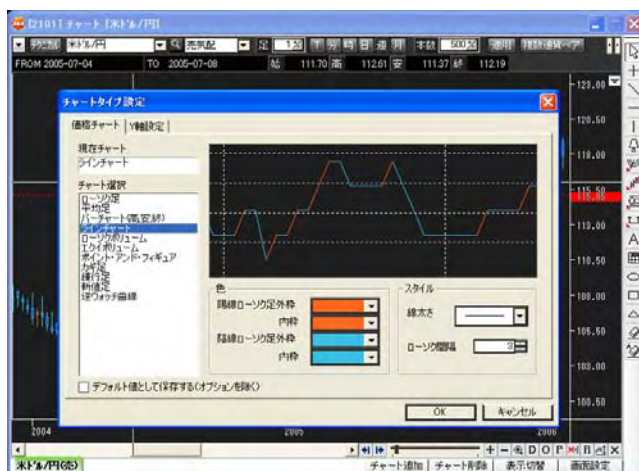 [2101] チャート [米ドル/円]
テクニカル 米ドル/円 売気配 足 1 T 分 時 日 週 月 本数 500 適用 複数通貨ペア
FROM 2005-07-04 TO 2005-07-08 始 111.70 高 112.61 安 111.37 終 112.19
チャートタイプ設定
価格チャート Y軸設定
現在チャート
ラインチャート
チャート選択
ローソク足
平均足
バーチャート(高,安,終)
ラインチャート
ローソクボリューム
エクイボリューム
ポイント・アンド・フィギュア
カギ足
練行足
新値足
逆ウォッチ曲線
色
陽線ローソク足外枠
内枠
陰線ローソク足外枠
内枠
スタイル
線太さ
ローソク間隔 2
デフォルト値として保存する(オプションを除く)
OK キャンセル
123.00
120.50
118.00
115.50
113.00
110.50
108.00
105.50
103.00
100.50
2004 2005 2006
米ドル/円(売)
チャート追加 チャート削除 表示切替 画面設定